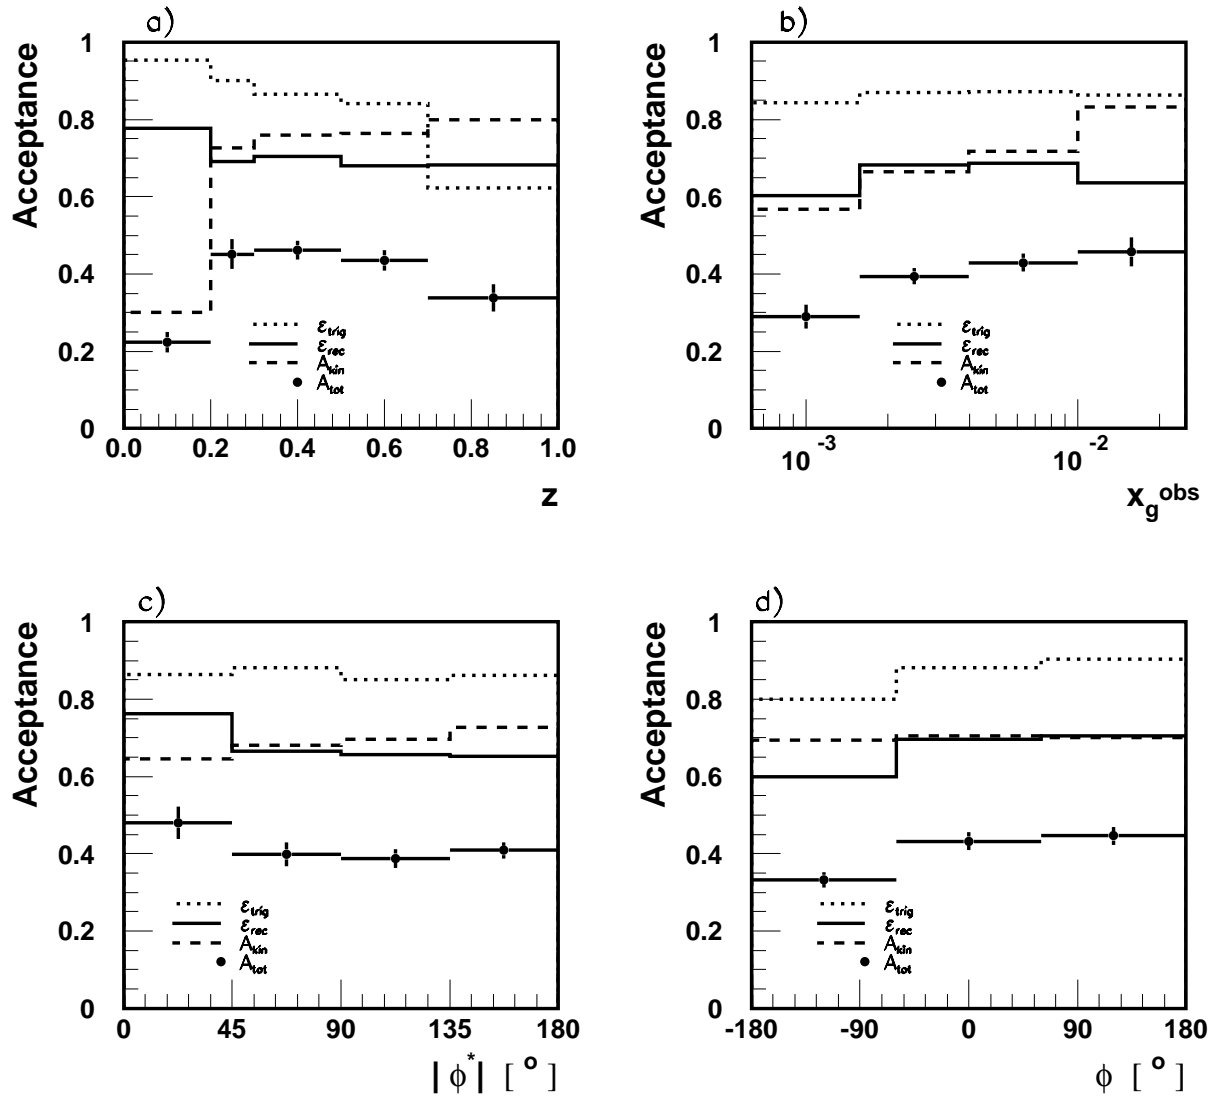 a)
Acceptance
1
0.8
0.6
0.4
0.2
0
ε_trig
ε_rec
A_kin
A_tot
0.0 0.2 0.4 0.6 0.8 1.0
z
b)
Acceptance
1
0.8
0.6
0.4
0.2
0
ε_trig
ε_rec
A_kin
A_tot
10^-3 10^-2
x_g^obs
c)
Acceptance
1
0.8
0.6
0.4
0.2
0
ε_trig
ε_rec
A_kin
A_tot
0 45 90 135 180
|ϕ*| [°]
d)
Acceptance
1
0.8
0.6
0.4
0.2
0
ε_trig
ε_rec
A_kin
A_tot
-180 -90 0 90 180
ϕ [°]